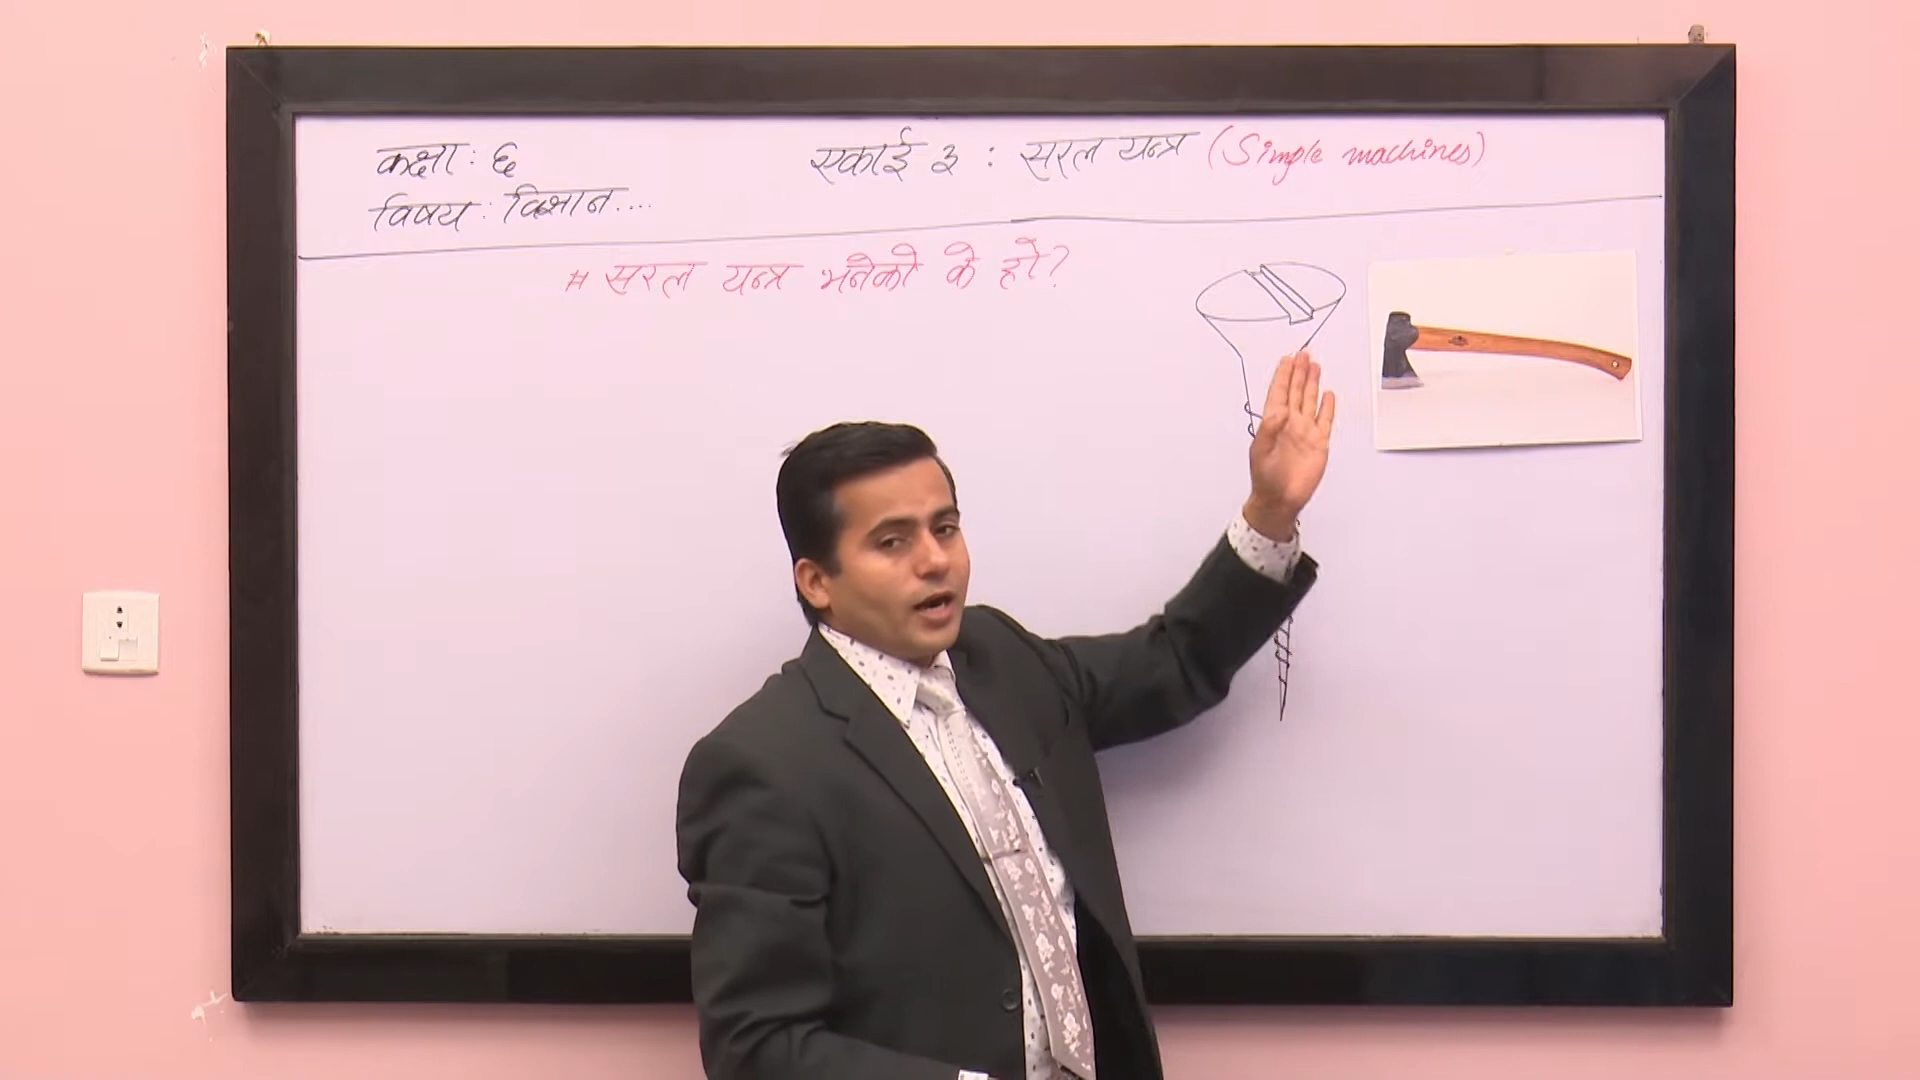 कक्षा : ६
एकाई ३ : सरल यन्त्र (Simple machines)
विषय : विज्ञान....
# सरल यन्त्र भनेको के हो?